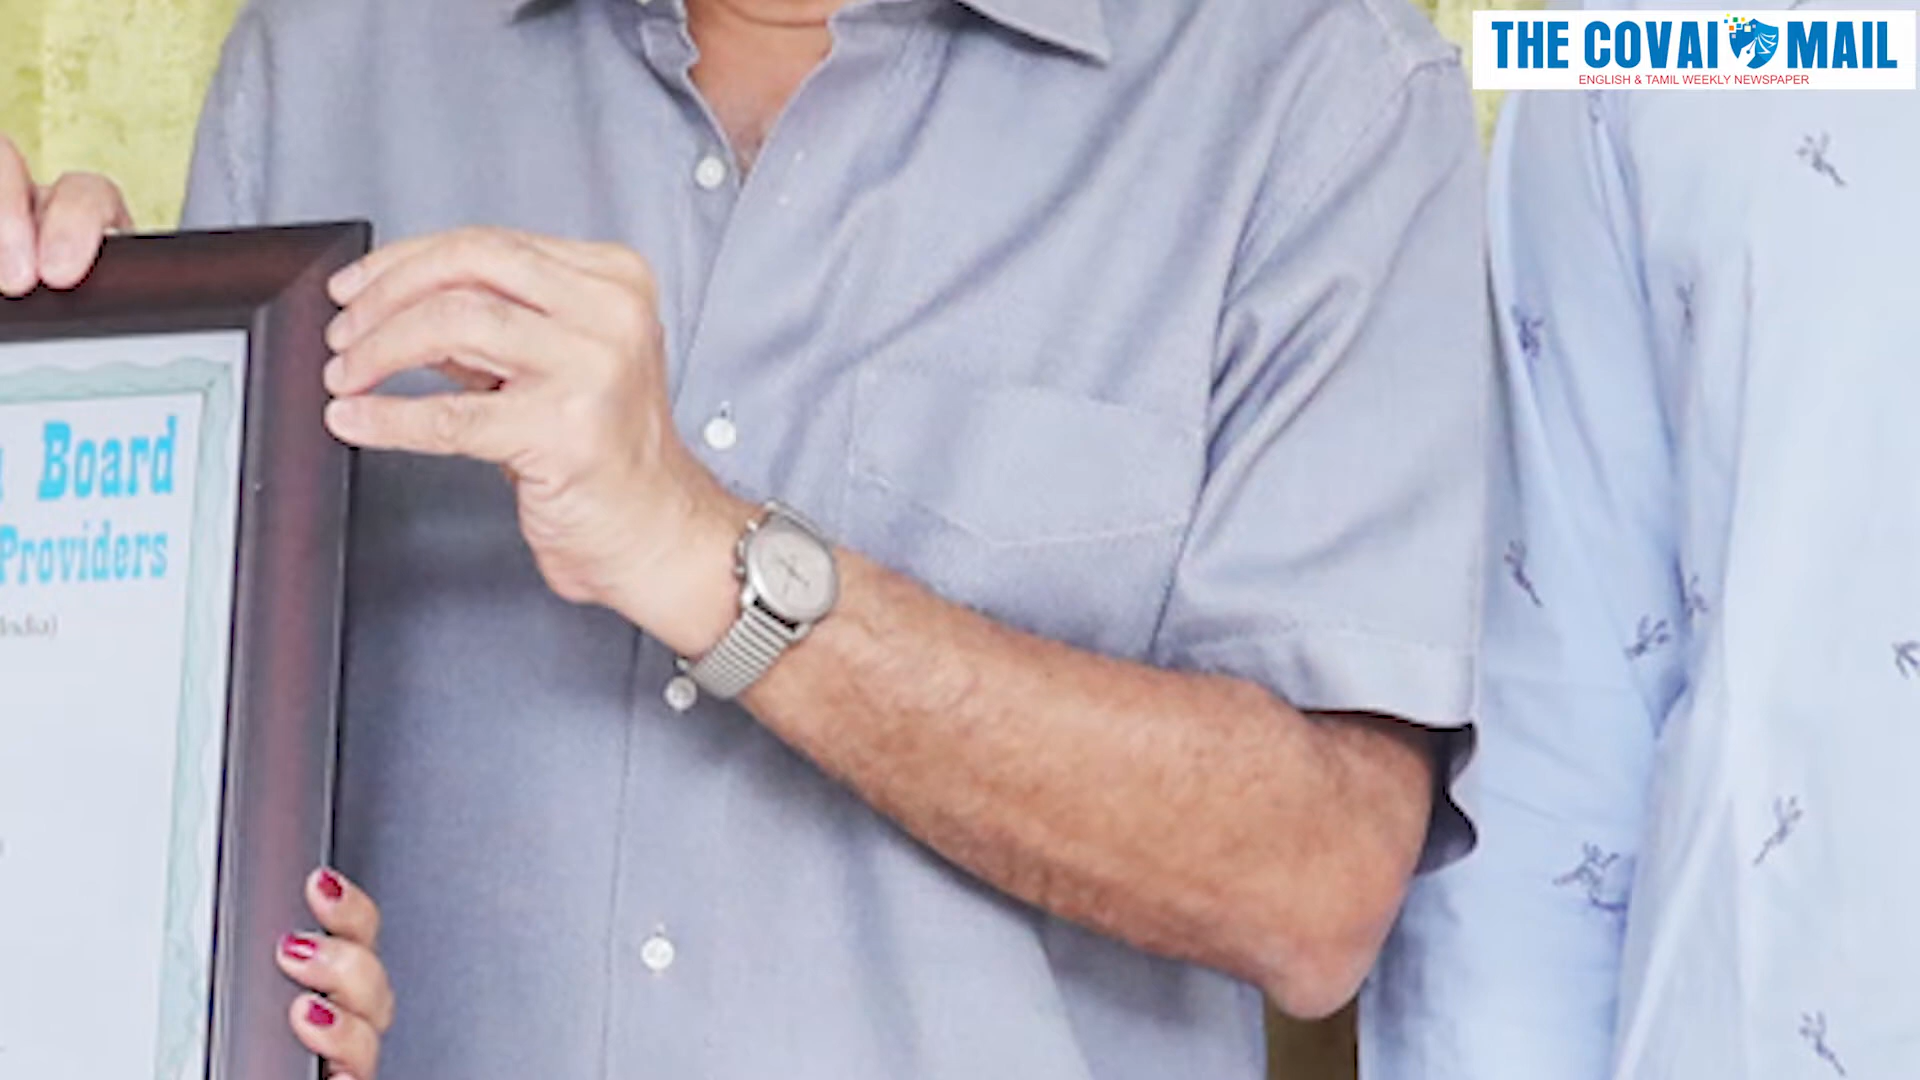 THE COVAI MAIL
ENGLISH & TAMIL WEEKLY NEWSPAPER
Board
Providers
India)